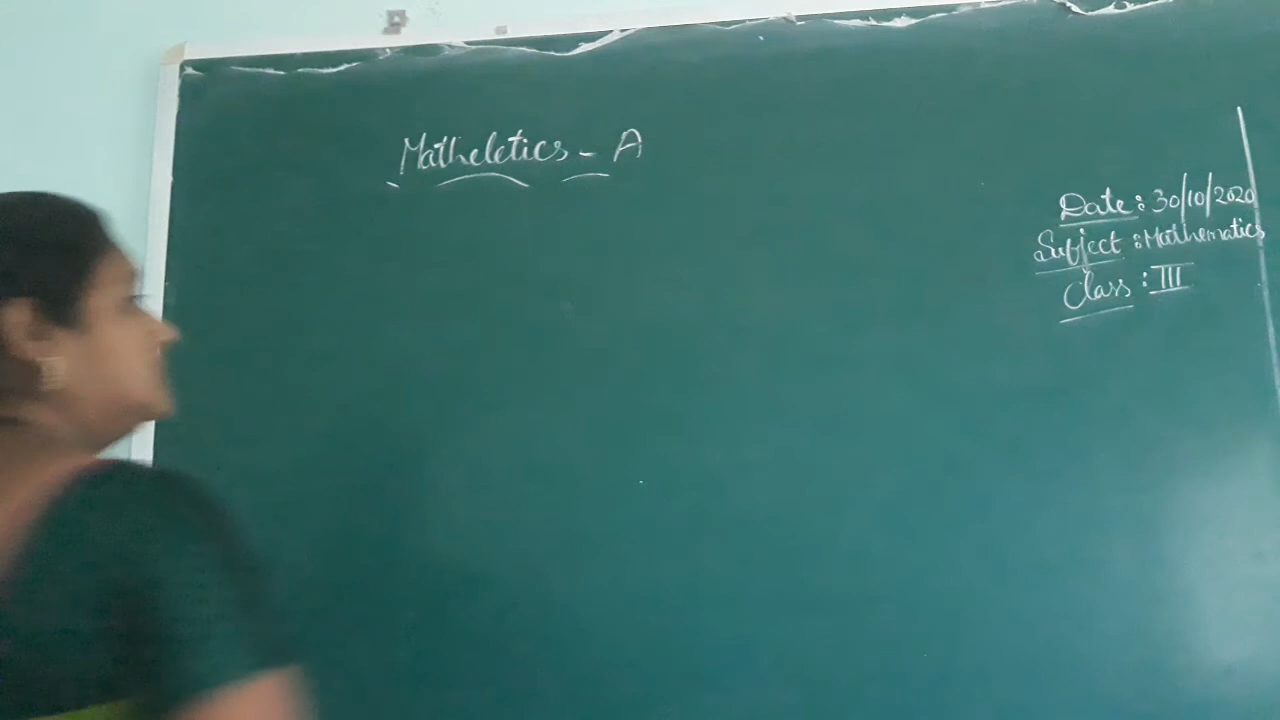 Matheletics - A
Date : 30/10/2020
Subject : Mathematics
Class : III